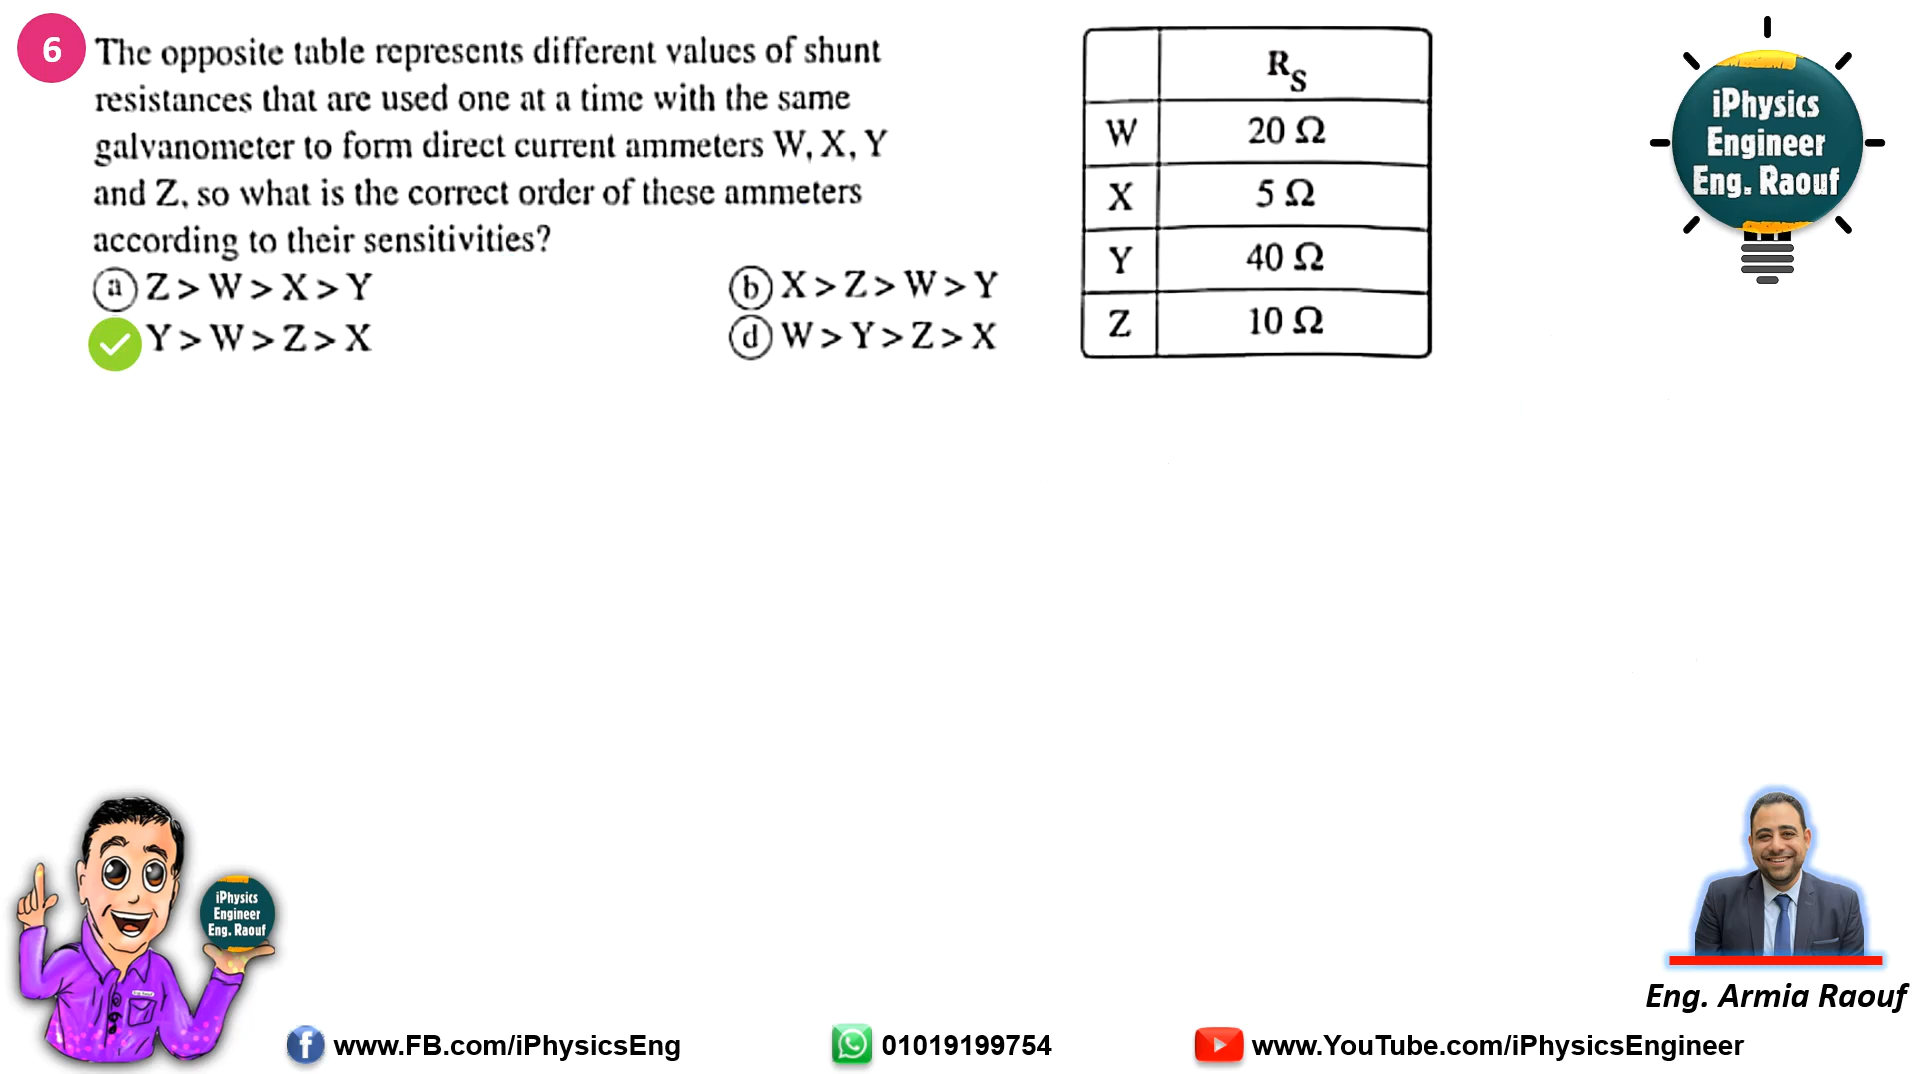 6 The opposite table represents different values of shunt
resistances that are used one at a time with the same
galvanometer to form direct current ammeters W, X, Y
and Z, so what is the correct order of these ammeters
according to their sensitivities?
a Z > W > X > Y
b X > Z > W > Y
Y > W > Z > X
d W > Y > Z > X
R_S
W 20 Ω
X 5 Ω
Y 40 Ω
Z 10 Ω
iPhysics
Engineer
Eng. Raouf
iPhysics
Engineer
Eng. Raouf
Eng. Armia Raouf
www.FB.com/iPhysicsEng
01019199754
www.YouTube.com/iPhysicsEngineer